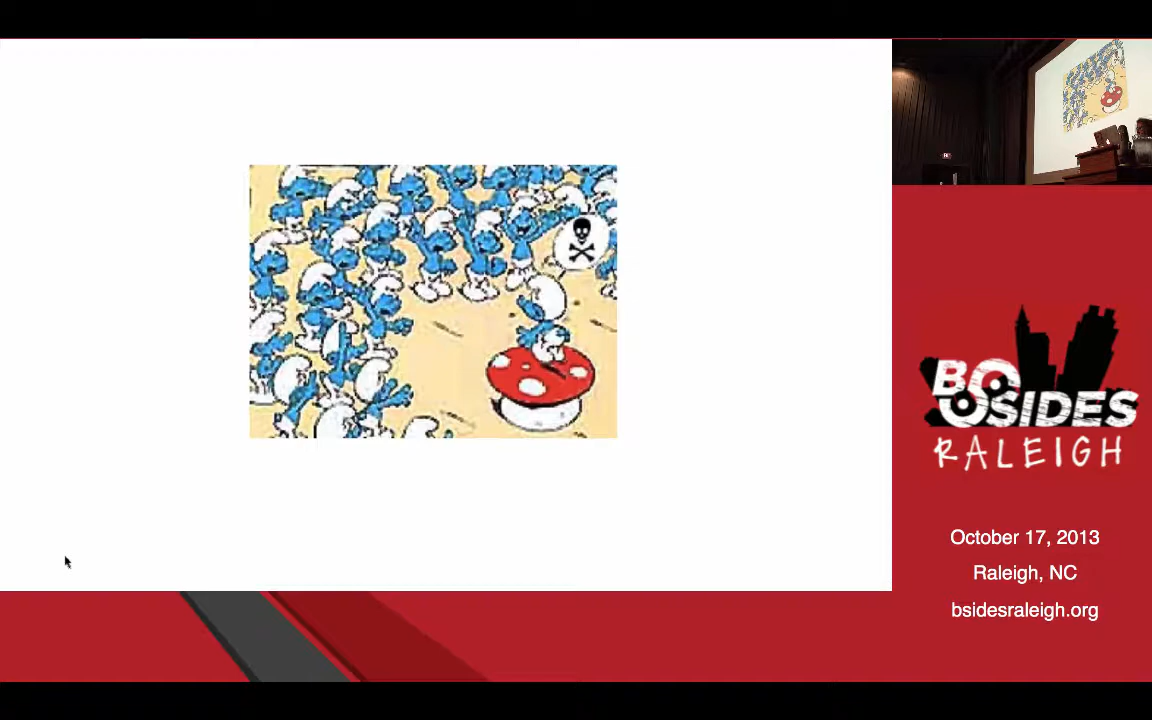 BSIDES
RALEIGH
October 17, 2013
Raleigh, NC
bsidesraleigh.org